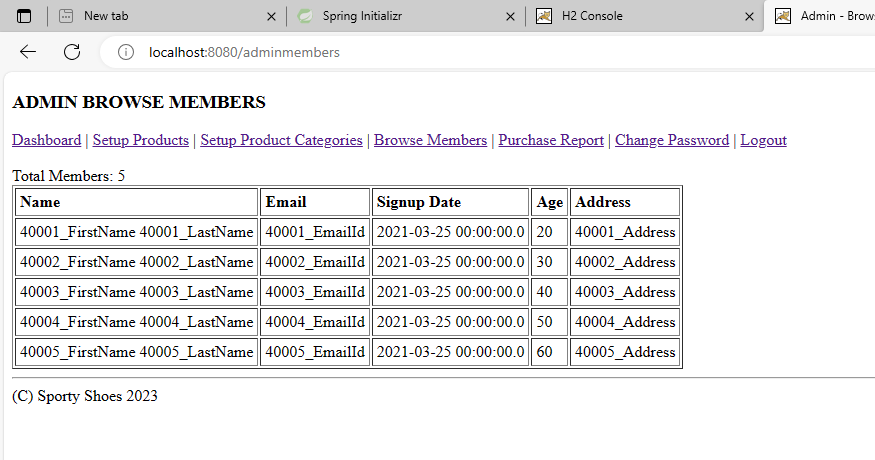 New tab
Spring Initializr
H2 Console
Admin - Brow
localhost:8080/adminmembers
ADMIN BROWSE MEMBERS
Dashboard | Setup Products | Setup Product Categories | Browse Members | Purchase Report | Change Password | Logout
Total Members: 5
Name Email Signup Date Age Address
40001_FirstName 40001_LastName 40001_EmailId 2021-03-25 00:00:00.0 20 40001_Address
40002_FirstName 40002_LastName 40002_EmailId 2021-03-25 00:00:00.0 30 40002_Address
40003_FirstName 40003_LastName 40003_EmailId 2021-03-25 00:00:00.0 40 40003_Address
40004_FirstName 40004_LastName 40004_EmailId 2021-03-25 00:00:00.0 50 40004_Address
40005_FirstName 40005_LastName 40005_EmailId 2021-03-25 00:00:00.0 60 40005_Address
(C) Sporty Shoes 2023